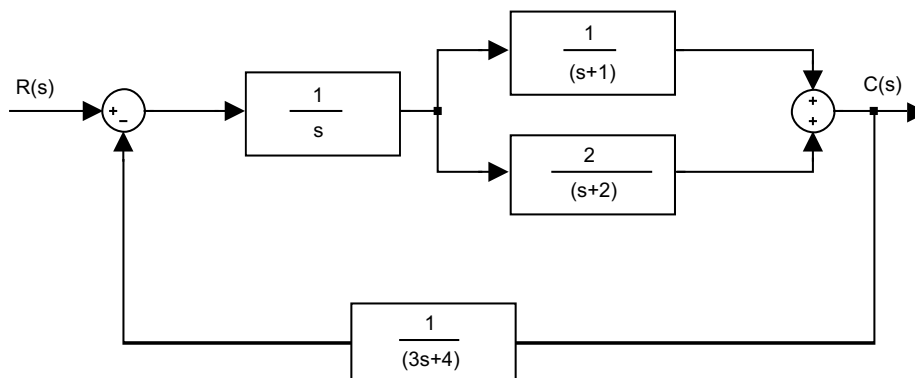 R(s)
+
−
1
s
1
(s+1)
2
(s+2)
+
+
C(s)
1
(3s+4)